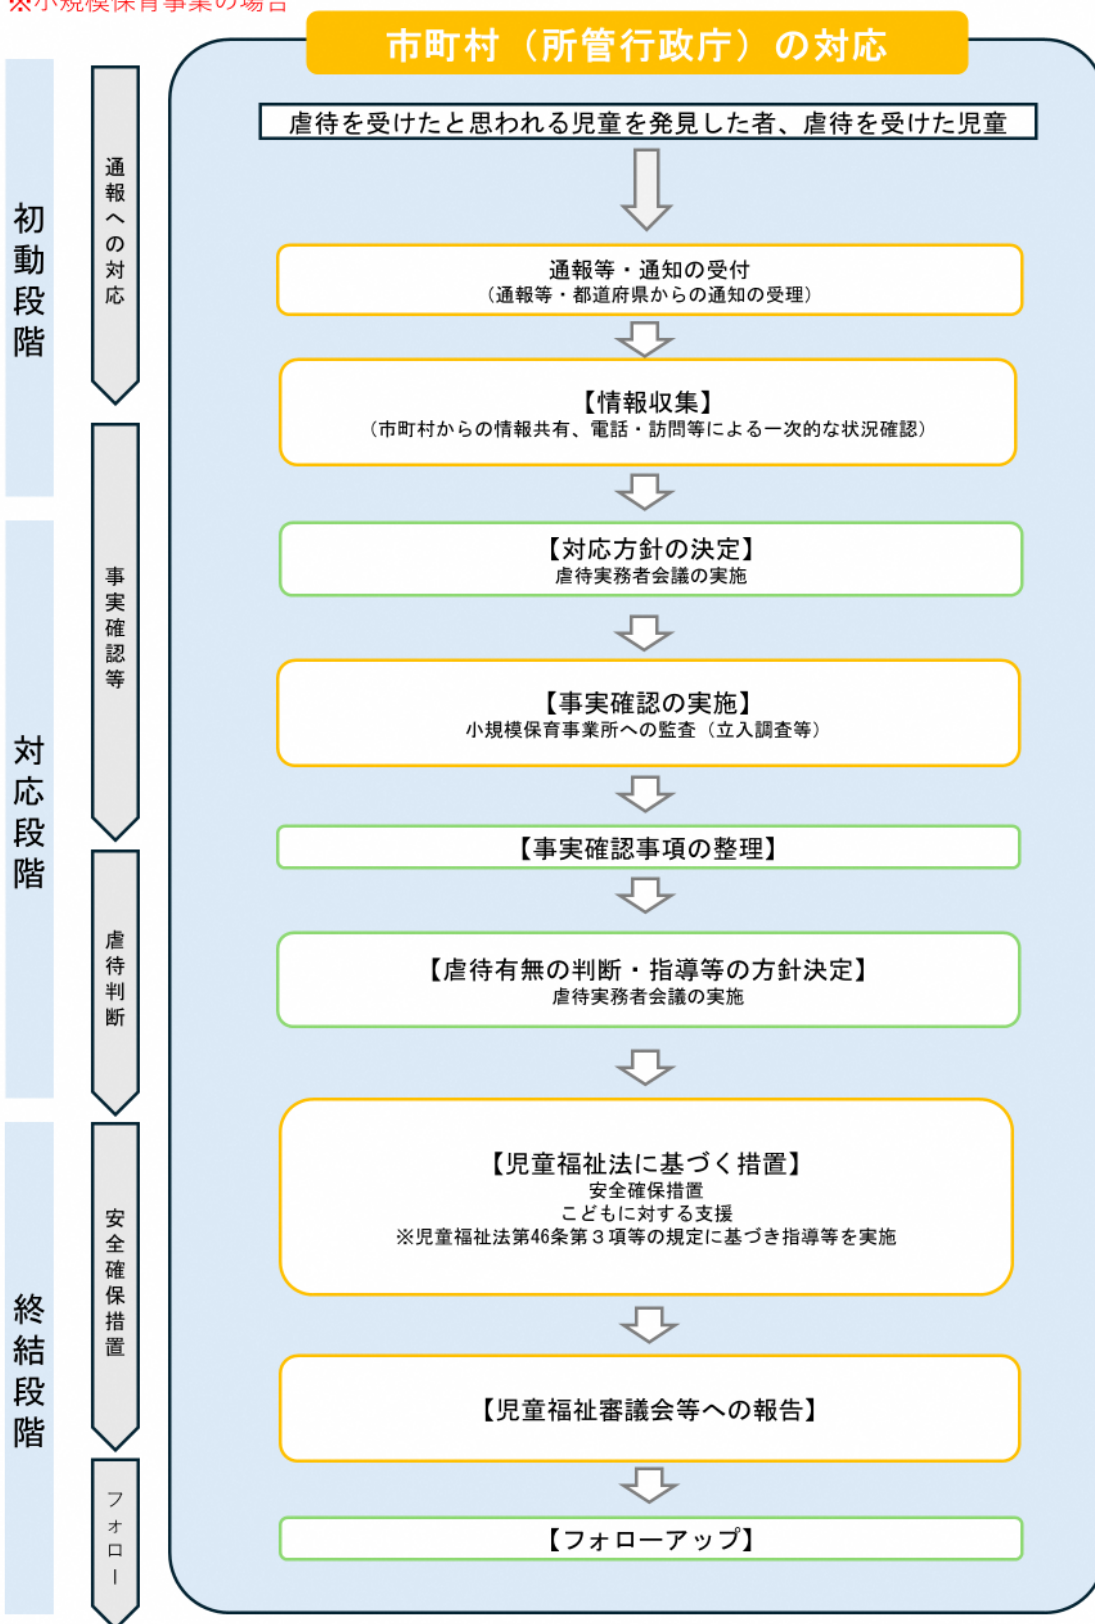 ※小規模保育事業の場合
市町村（所管行政庁）の対応
初動段階
対応段階
終結段階
通報への対応
事実確認等
虐待判断
安全確保措置
フォロー
虐待を受けたと思われる児童を発見した者、虐待を受けた児童
通報等・通知の受付
（通報等・都道府県からの通知の受理）
【情報収集】
（市町村からの情報共有、電話・訪問等による一次的な状況確認）
【対応方針の決定】
虐待実務者会議の実施
【事実確認の実施】
小規模保育事業所への監査（立入調査等）
【事実確認事項の整理】
【虐待有無の判断・指導等の方針決定】
虐待実務者会議の実施
【児童福祉法に基づく措置】
安全確保措置
こどもに対する支援
※児童福祉法第46条第３項等の規定に基づき指導等を実施
【児童福祉審議会等への報告】
【フォローアップ】